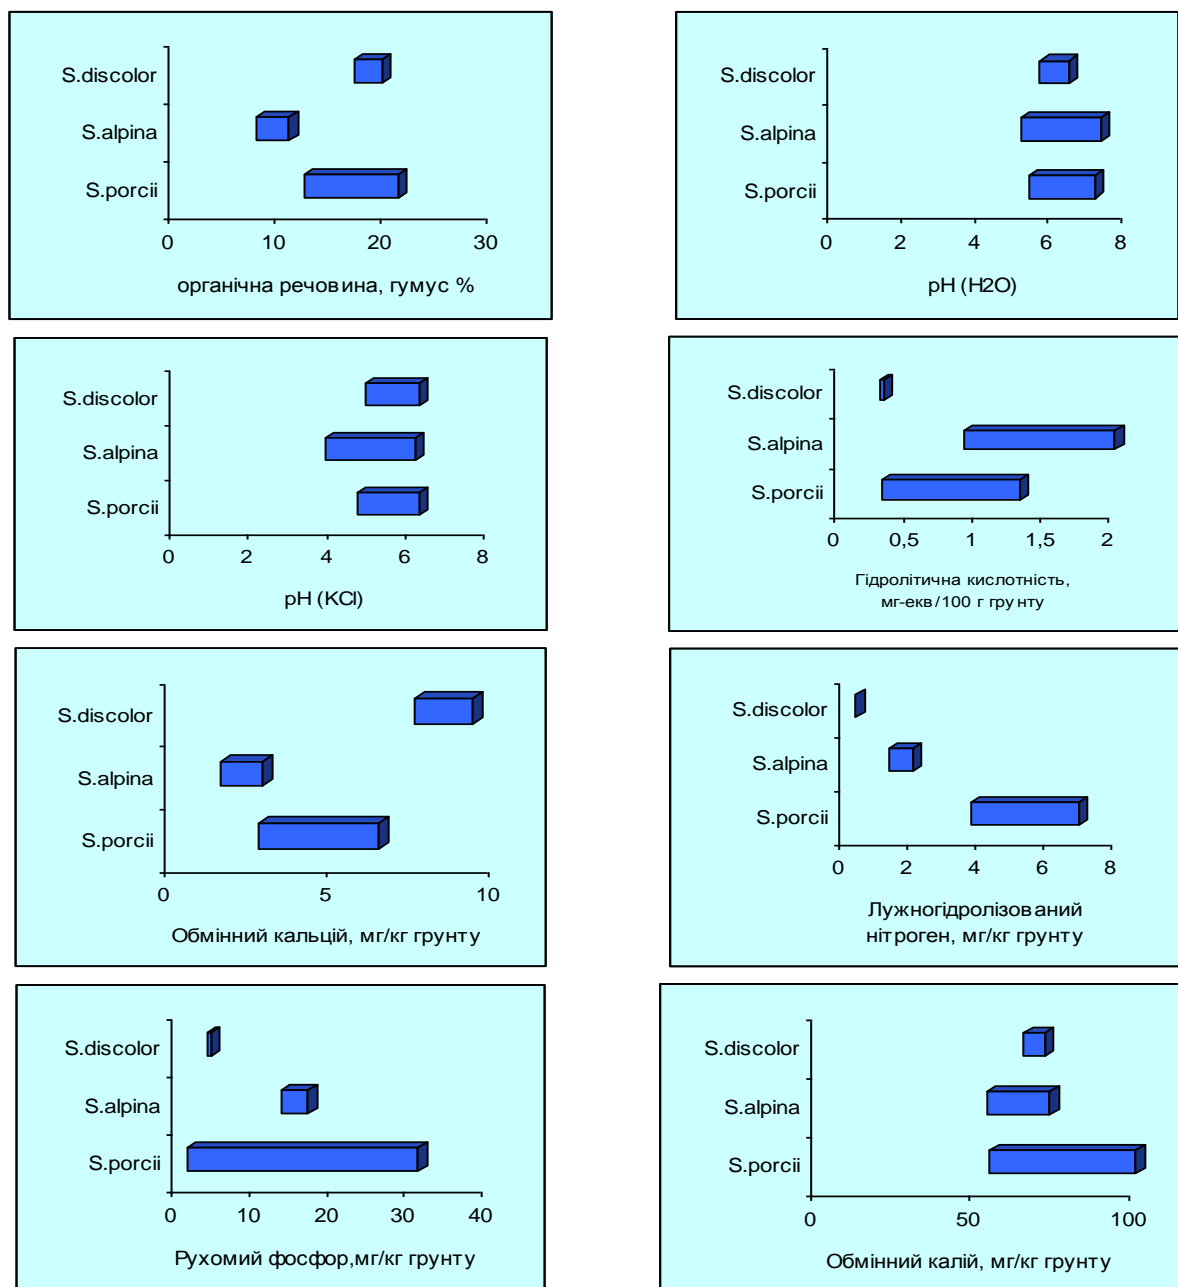 S.discolor
S.alpina
S.porcii
0 10 20 30
органічна речовина, гумус %
S.discolor
S.alpina
S.porcii
0 2 4 6 8
pH (H2O)
S.discolor
S.alpina
S.porcii
0 2 4 6 8
pH (KCl)
S.discolor
S.alpina
S.porcii
0 0,5 1 1,5 2
Гідролітична кислотність,
мг-екв/100 г грунту
S.discolor
S.alpina
S.porcii
0 5 10
Обмінний кальцій, мг/кг грунту
S.discolor
S.alpina
S.porcii
0 2 4 6 8
Лужногідролізований
нітроген, мг/кг грунту
S.discolor
S.alpina
S.porcii
0 10 20 30 40
Рухомий фосфор,мг/кг грунту
S.discolor
S.alpina
S.porcii
0 50 100
Обмінний калій, мг/кг грунту